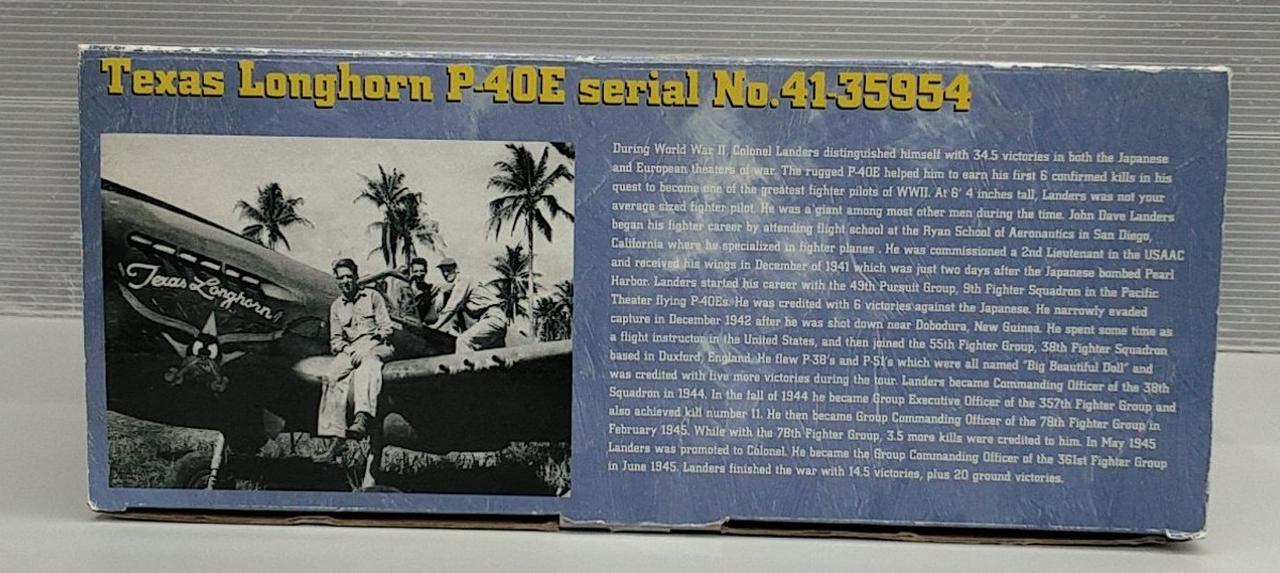 Texas Longhorn P-40E serial No.41-35954
Texas Longhorn!
During World War II, Colonel Landers distinguished himself with 34.5 victories in both the Japanese
and European theaters of war. The rugged P-40E helped him to earn his first 6 confirmed kills in his
quest to become one of the greatest fighter pilots of WWII. At 6' 4 inches tall, Landers was not your
average sized fighter pilot. He was a giant among most other men during the time. John Dave Landers
began his fighter career by attending flight school at the Ryan School of Aeronautics in San Diego,
California where he specialized in fighter planes . He was commissioned a 2nd Lieutenant in the USAAC
and received his wings in December of 1941 which was just two days after the Japanese bombed Pearl
Harbor. Landers started his career with the 49th Pursuit Group, 9th Fighter Squadron in the Pacific
Theater flying P-40Es. He was credited with 6 victories against the Japanese. He narrowly evaded
capture in December 1942 after he was shot down near Dobodura, New Guinea. He spent some time as
a flight instructor in the United States, and then joined the 55th Fighter Group, 38th Fighter Squadron
based in Duxford, England. He flew P-38's and P-51's which were all named "Big Beautiful Doll" and
was credited with five more victories during the tour. Landers became Commanding Officer of the 38th
Squadron in 1944. In the fall of 1944 he became Group Executive Officer of the 357th Fighter Group and
also achieved kill number 11. He then became Group Commanding Officer of the 78th Fighter Group in
February 1945. While with the 78th Fighter Group, 3.5 more kills were credited to him. In May 1945
Landers was promoted to Colonel. He became the Group Commanding Officer of the 361st Fighter Group
in June 1945. Landers finished the war with 14.5 victories, plus 20 ground victories.